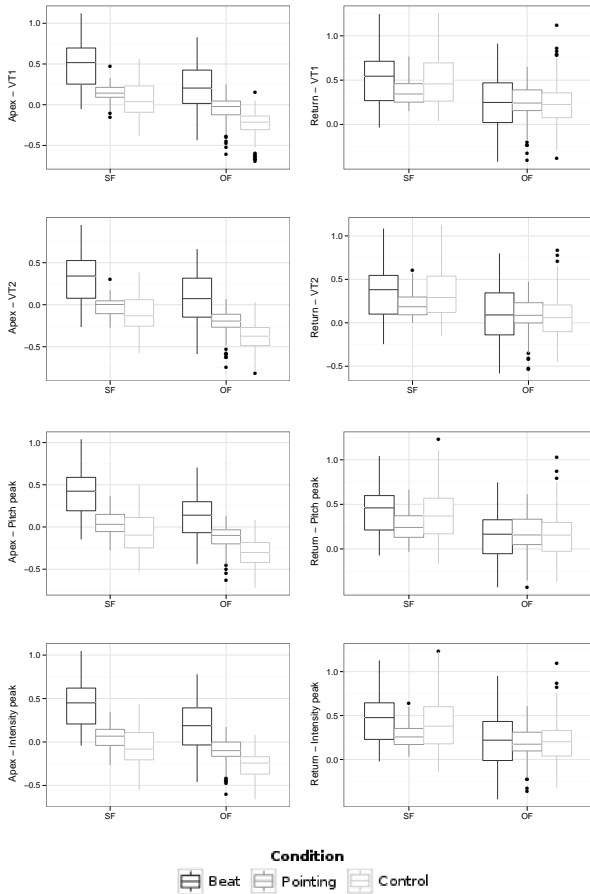 Apex – VT1
1.0
0.5
0.0
−0.5
SF
OF
Return – VT1
1.0
0.5
0.0
SF
OF
Apex – VT2
0.5
0.0
−0.5
SF
OF
Return – VT2
1.0
0.5
0.0
−0.5
SF
OF
Apex – Pitch peak
1.0
0.5
0.0
−0.5
SF
OF
Return – Pitch peak
1.0
0.5
0.0
SF
OF
Apex – Intensity peak
1.0
0.5
0.0
−0.5
SF
OF
Return – Intensity peak
1.0
0.5
0.0
SF
OF
Condition
Beat Pointing Control